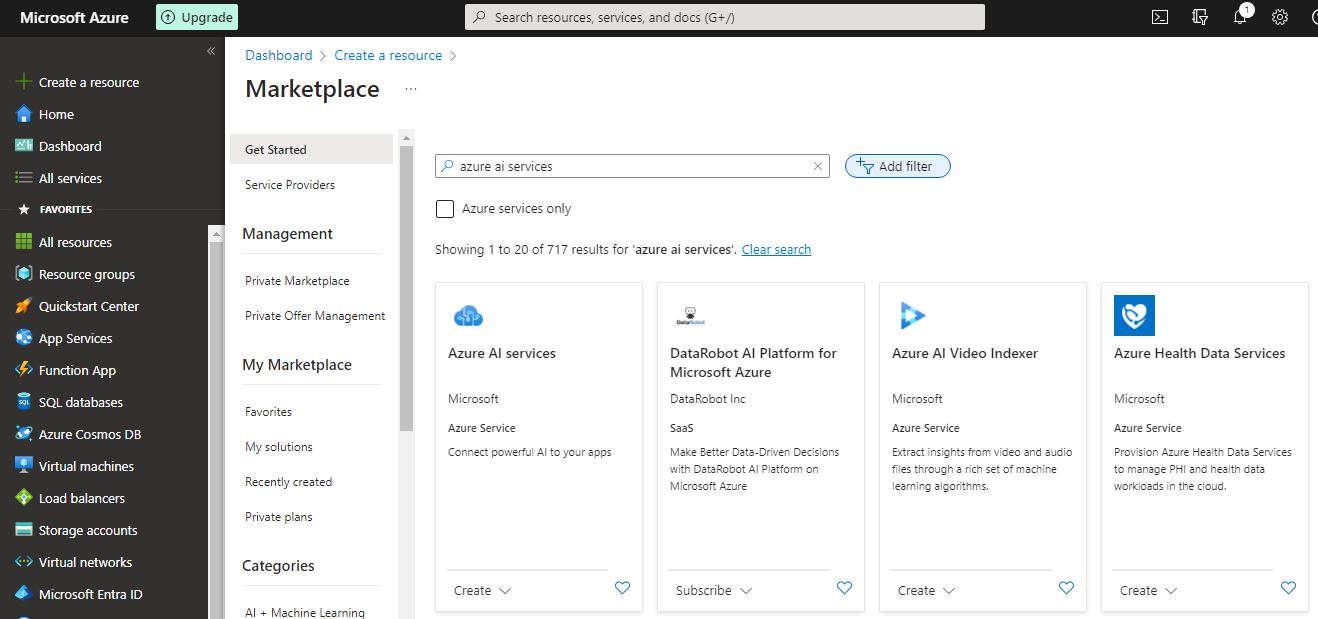 Microsoft Azure
Upgrade
Search resources, services, and docs (G+/)
1
Create a resource
Home
Dashboard
All services
FAVORITES
All resources
Resource groups
Quickstart Center
App Services
Function App
SQL databases
Azure Cosmos DB
Virtual machines
Load balancers
Storage accounts
Virtual networks
Microsoft Entra ID
Dashboard > Create a resource >
Marketplace ...
Get Started
Service Providers
Management
Private Marketplace
Private Offer Management
My Marketplace
Favorites
My solutions
Recently created
Private plans
Categories
AI + Machine Learning
azure ai services
Add filter
Azure services only
Showing 1 to 20 of 717 results for 'azure ai services'. Clear search
Azure AI services
Microsoft
Azure Service
Connect powerful AI to your apps
Create
DataRobot
DataRobot AI Platform for
Microsoft Azure
DataRobot Inc
SaaS
Make Better Data-Driven Decisions
with DataRobot AI Platform on
Microsoft Azure
Subscribe
Azure AI Video Indexer
Microsoft
Azure Service
Extract insights from video and audio
files through a rich set of machine
learning algorithms.
Create
Azure Health Data Services
Microsoft
Azure Service
Provision Azure Health Data Services
to manage PHI and health data
workloads in the cloud.
Create